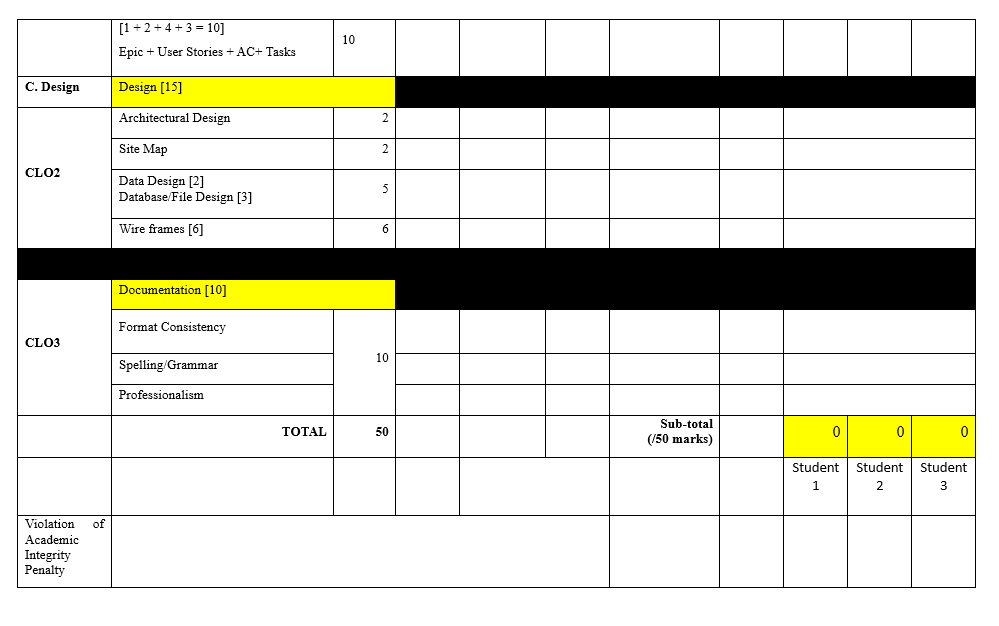 [1 + 2 + 4 + 3 = 10]
Epic + User Stories + AC+ Tasks
10
C. Design
Design [15]
CLO2
Architectural Design
2
Site Map
2
Data Design [2]
Database/File Design [3]
5
Wire frames [6]
6
CLO3
Documentation [10]
Format Consistency
10
Spelling/Grammar
Professionalism
TOTAL
50
Sub-total
(/50 marks)
0
0
0
Student
1
Student
2
Student
3
Violation of
Academic
Integrity
Penalty